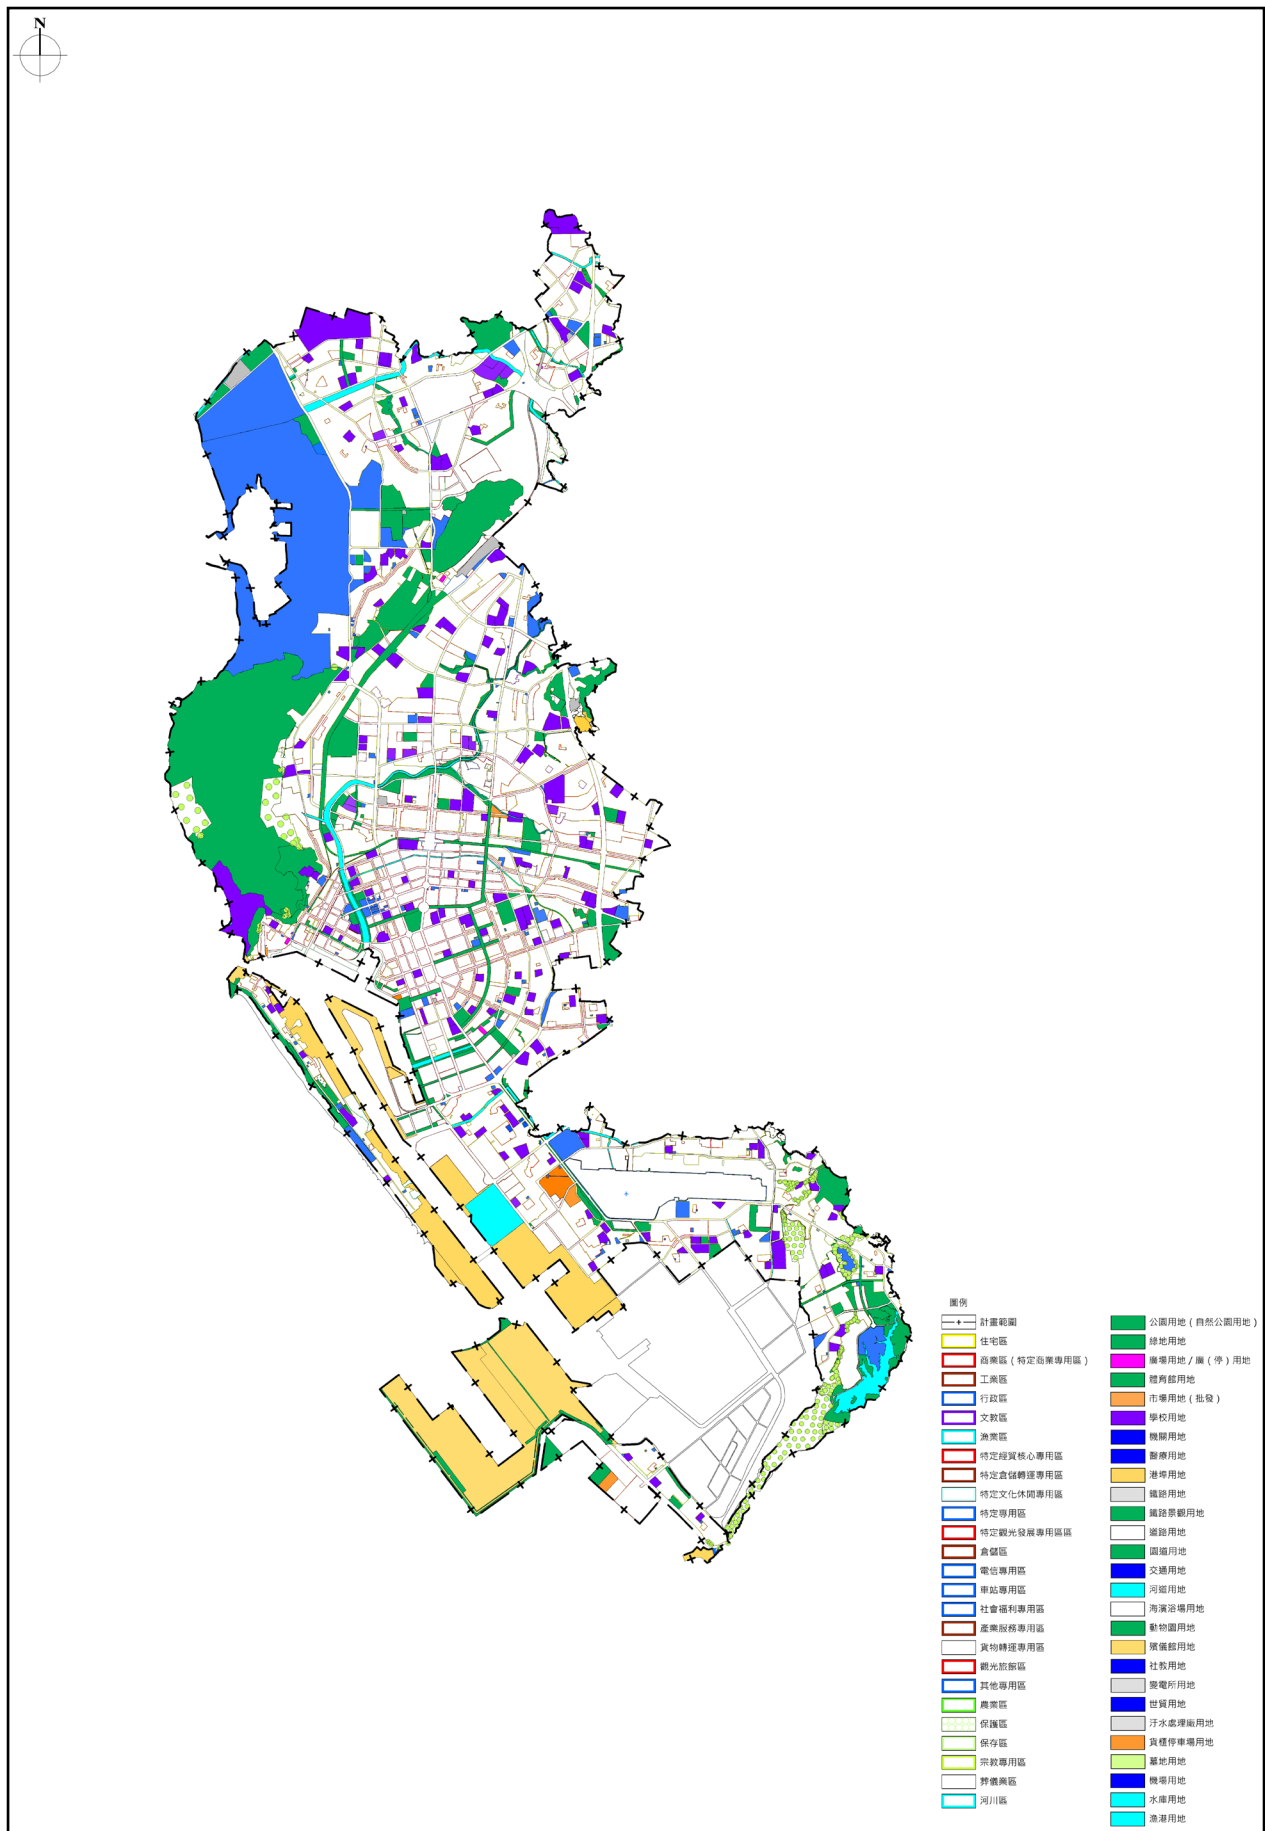 N
圖例
計畫範圍
住宅區
商業區（特定商業專用區）
工業區
行政區
文教區
漁業區
特定經貿核心專用區
特定倉儲轉運專用區
特定文化休閒專用區
特定專用區
特定觀光發展專用區區
倉儲區
電信專用區
車站專用區
社會福利專用區
產業服務專用區
貨物轉運專用區
觀光旅館區
其他專用區
農業區
保護區
保存區
宗教專用區
葬儀業區
河川區
公園用地（自然公園用地）
綠地用地
廣場用地／廣（停）用地
體育館用地
市場用地（批發）
學校用地
機關用地
醫療用地
港埠用地
鐵路用地
鐵路景觀用地
道路用地
園道用地
交通用地
河道用地
海濱浴場用地
動物園用地
殯儀館用地
社教用地
變電所用地
世貿用地
汙水處理廠用地
貨櫃停車場用地
墓地用地
機場用地
水庫用地
漁港用地